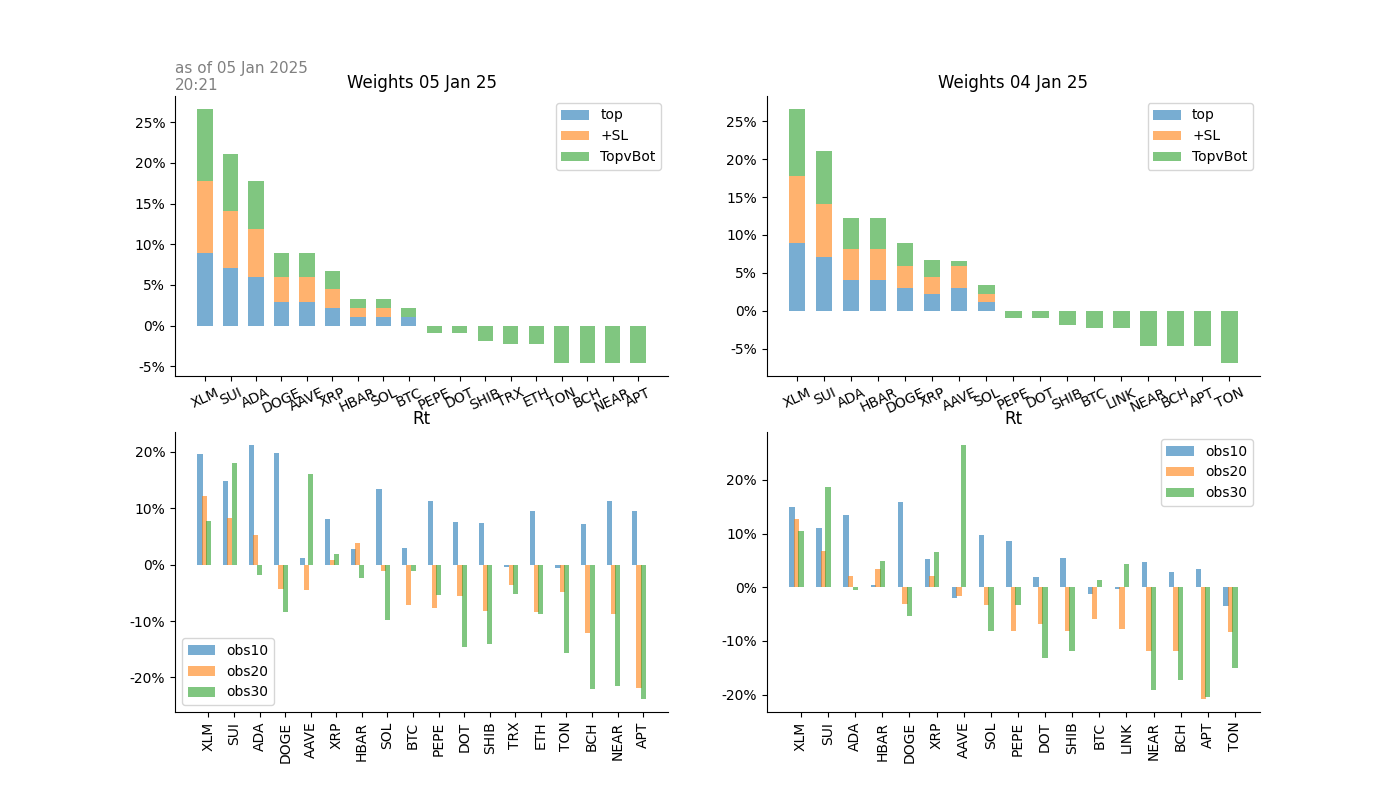 as of 05 Jan 2025
20:21
Weights 05 Jan 25
25%
20%
15%
10%
5%
0%
-5%
top
+SL
TopvBot
XLM SUI ADA DOGE AAVE XRP HBAR SOL BTC PEPE DOT SHIB TRX ETH TON BCH NEAR APT
Weights 04 Jan 25
25%
20%
15%
10%
5%
0%
-5%
top
+SL
TopvBot
XLM SUI ADA HBAR DOGE XRP AAVE SOL PEPE DOT SHIB BTC LINK NEAR BCH APT TON
Rt
20%
10%
0%
-10%
-20%
obs10
obs20
obs30
XLM SUI ADA DOGE AAVE XRP HBAR SOL BTC PEPE DOT SHIB TRX ETH TON BCH NEAR APT
Rt
20%
10%
0%
-10%
-20%
obs10
obs20
obs30
XLM SUI ADA HBAR DOGE XRP AAVE SOL PEPE DOT SHIB BTC LINK NEAR BCH APT TON